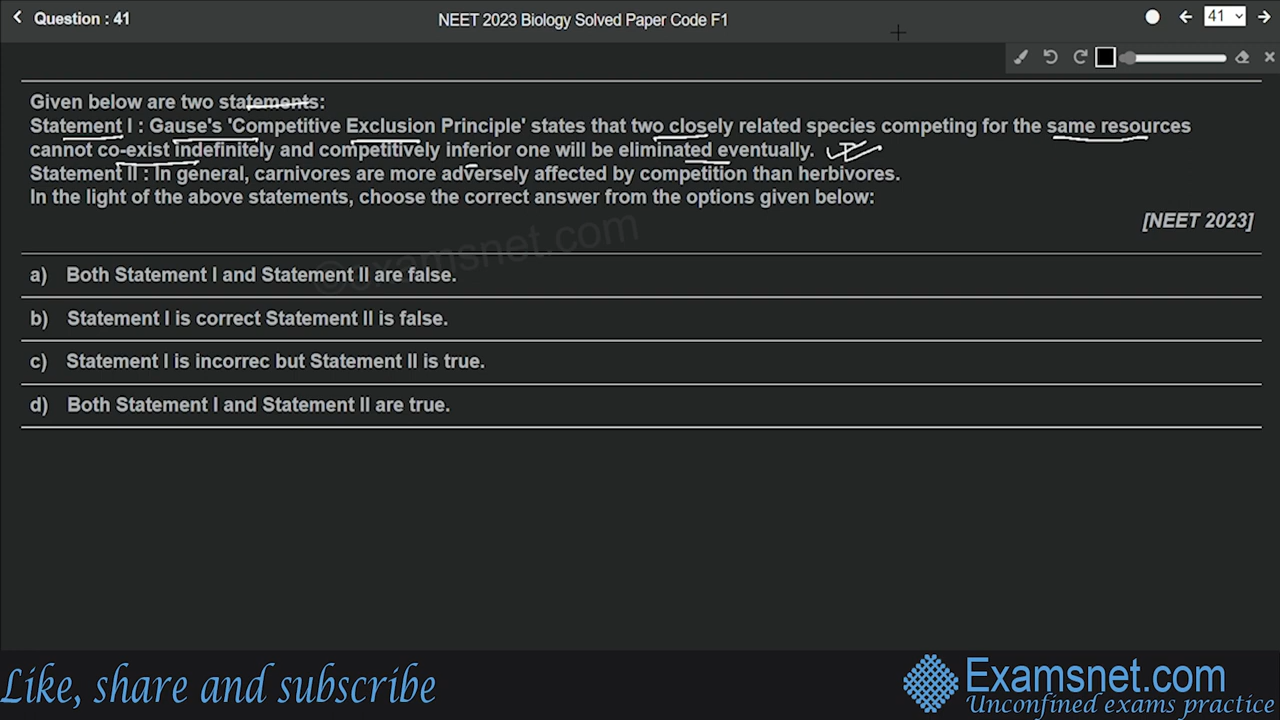 Question : 41
NEET 2023 Biology Solved Paper Code F1
41
Given below are two statements:
Statement I : Gause's 'Competitive Exclusion Principle' states that two closely related species competing for the same resources
cannot co-exist indefinitely and competitively inferior one will be eliminated eventually.
Statement II : In general, carnivores are more adversely affected by competition than herbivores.
In the light of the above statements, choose the correct answer from the options given below:
[NEET 2023]
©examsnet.com
a) Both Statement I and Statement II are false.
b) Statement I is correct Statement II is false.
c) Statement I is incorrec but Statement II is true.
d) Both Statement I and Statement II are true.
Like, share and subscribe
Examsnet.com
Unconfined exams practice